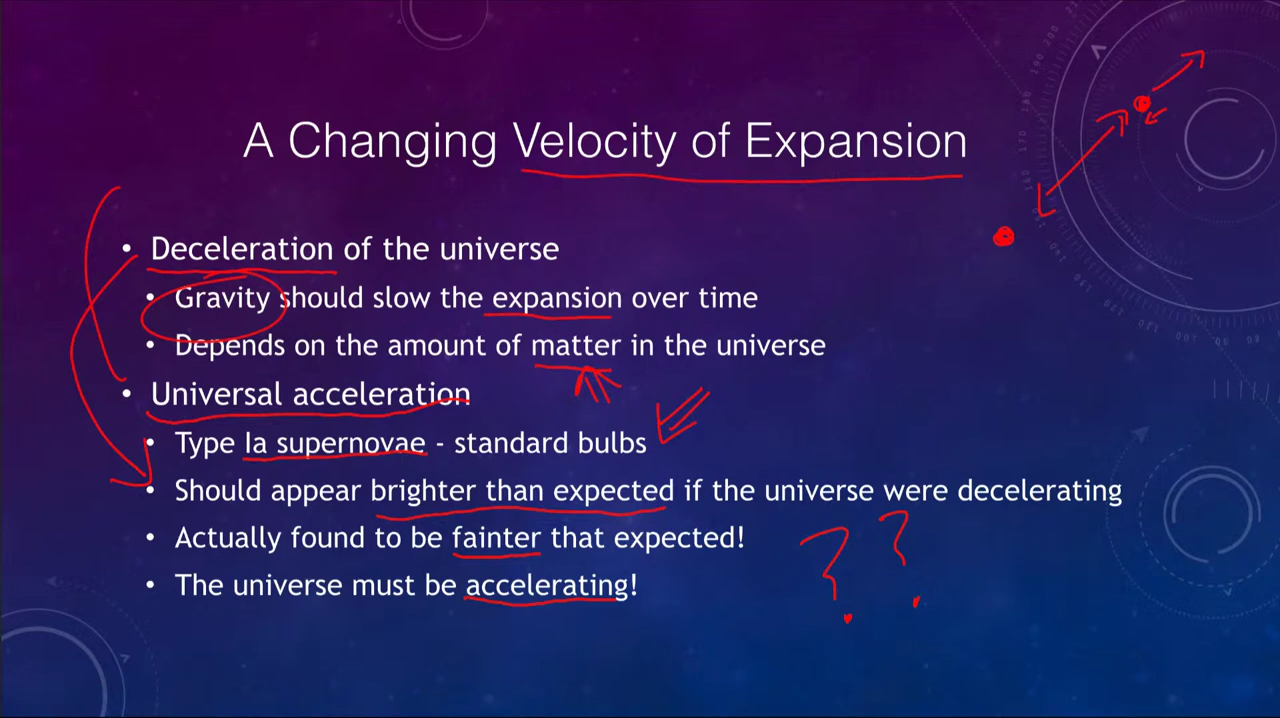 A Changing Velocity of Expansion
• Deceleration of the universe
• Gravity should slow the expansion over time
• Depends on the amount of matter in the universe
• Universal acceleration
• Type Ia supernovae - standard bulbs
• Should appear brighter than expected if the universe were decelerating
• Actually found to be fainter that expected!
• The universe must be accelerating!
? ?